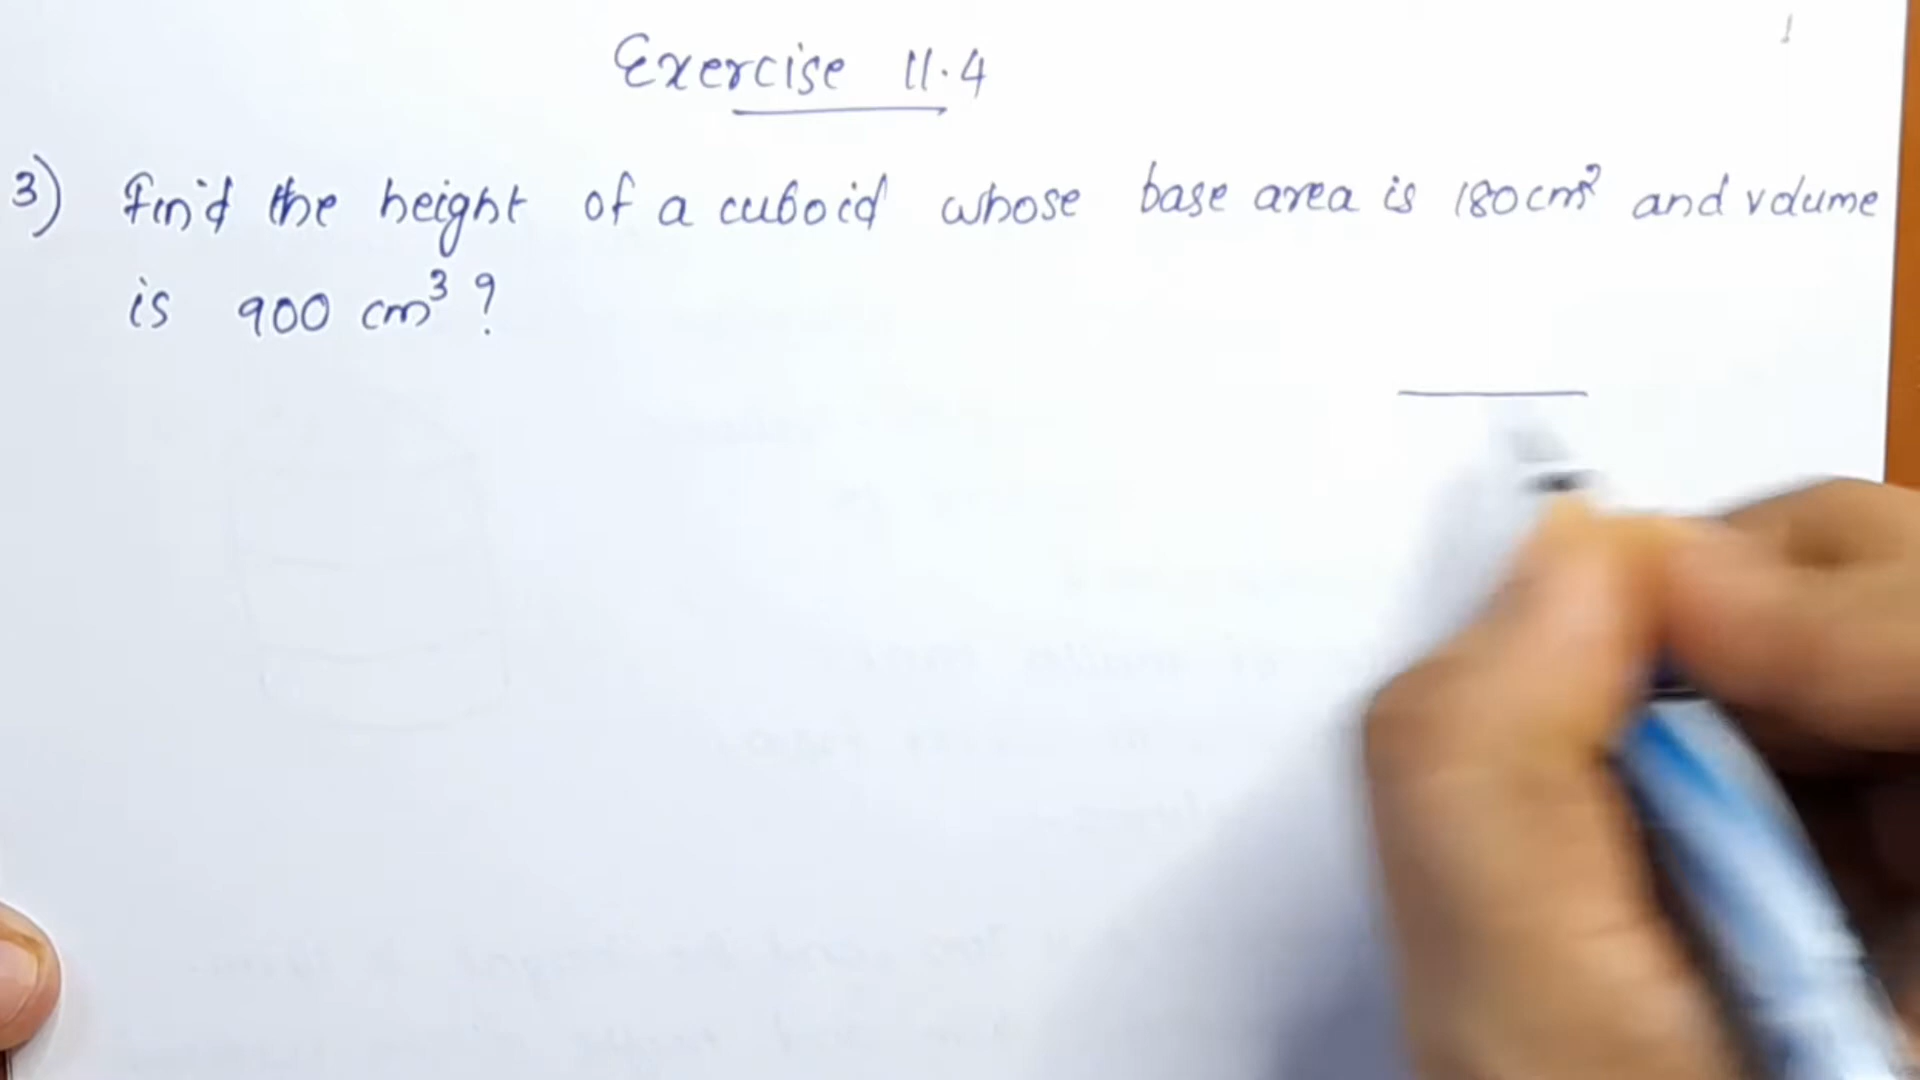 Exercise 11.4
3) Find the height of a cuboid whose base area is 180cm² and volume
is 900 cm³?